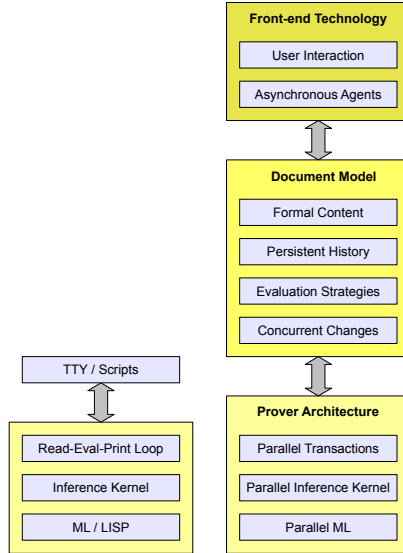 Front-end Technology
User Interaction
Asynchronous Agents
Document Model
Formal Content
Persistent History
Evaluation Strategies
Concurrent Changes
TTY / Scripts
Read-Eval-Print Loop
Inference Kernel
ML / LISP
Prover Architecture
Parallel Transactions
Parallel Inference Kernel
Parallel ML